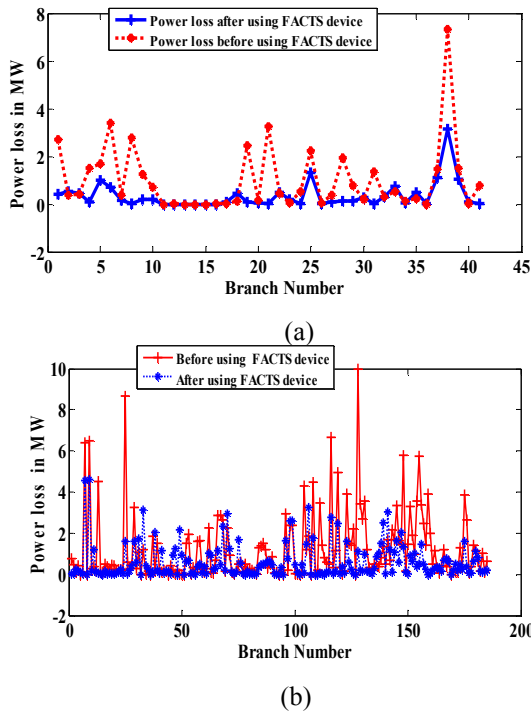 Power loss after using FACTS device
Power loss before using FACTS device
Power loss in MW
8
6
4
2
0
-2
0 5 10 15 20 25 30 35 40 45
Branch Number
(a)
Before using FACTS device
After using FACTS device
Power loss in MW
10
8
6
4
2
0
-2
0 50 100 150 200
Branch Number
(b)